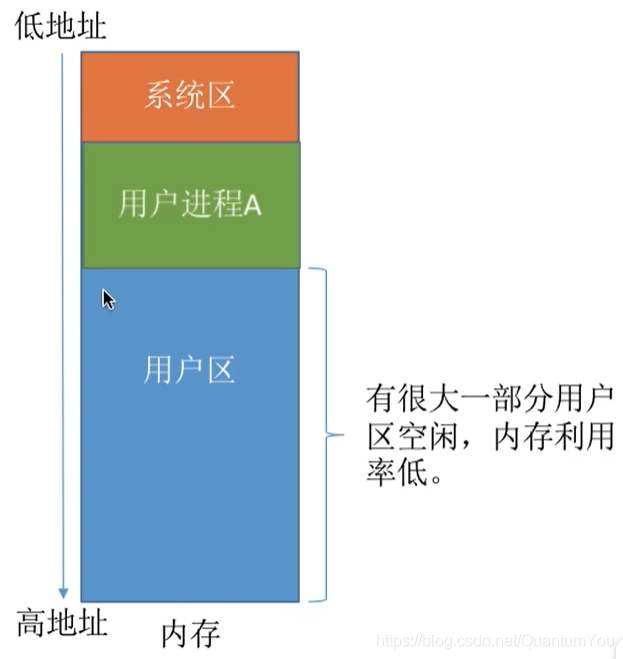 低地址
系统区
用户进程A
用户区
有很大一部分用户
区空闲，内存利用
率低。
高地址
内存
https://blog.csdn.net/QuantumYou